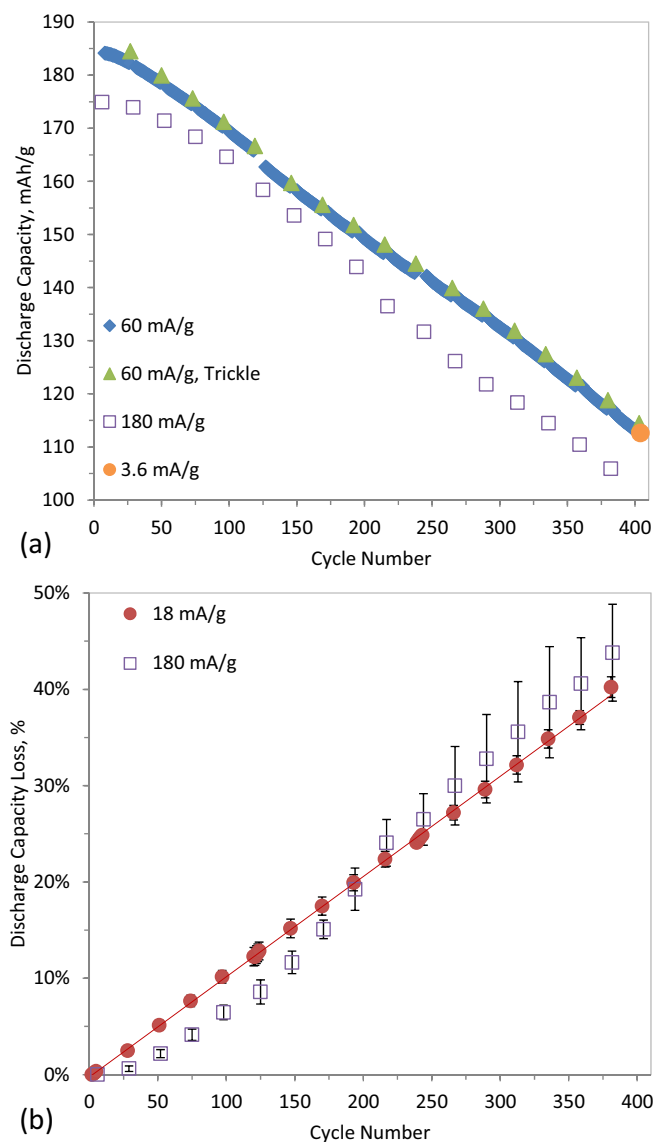 190
180
170
160
150
140
130
120
110
100
Discharge Capacity, mAh/g
60 mA/g
60 mA/g, Trickle
180 mA/g
3.6 mA/g
0 50 100 150 200 250 300 350 400
(a)
Cycle Number
50%
40%
30%
20%
10%
0%
Discharge Capacity Loss, %
18 mA/g
180 mA/g
0 50 100 150 200 250 300 350 400
(b)
Cycle Number